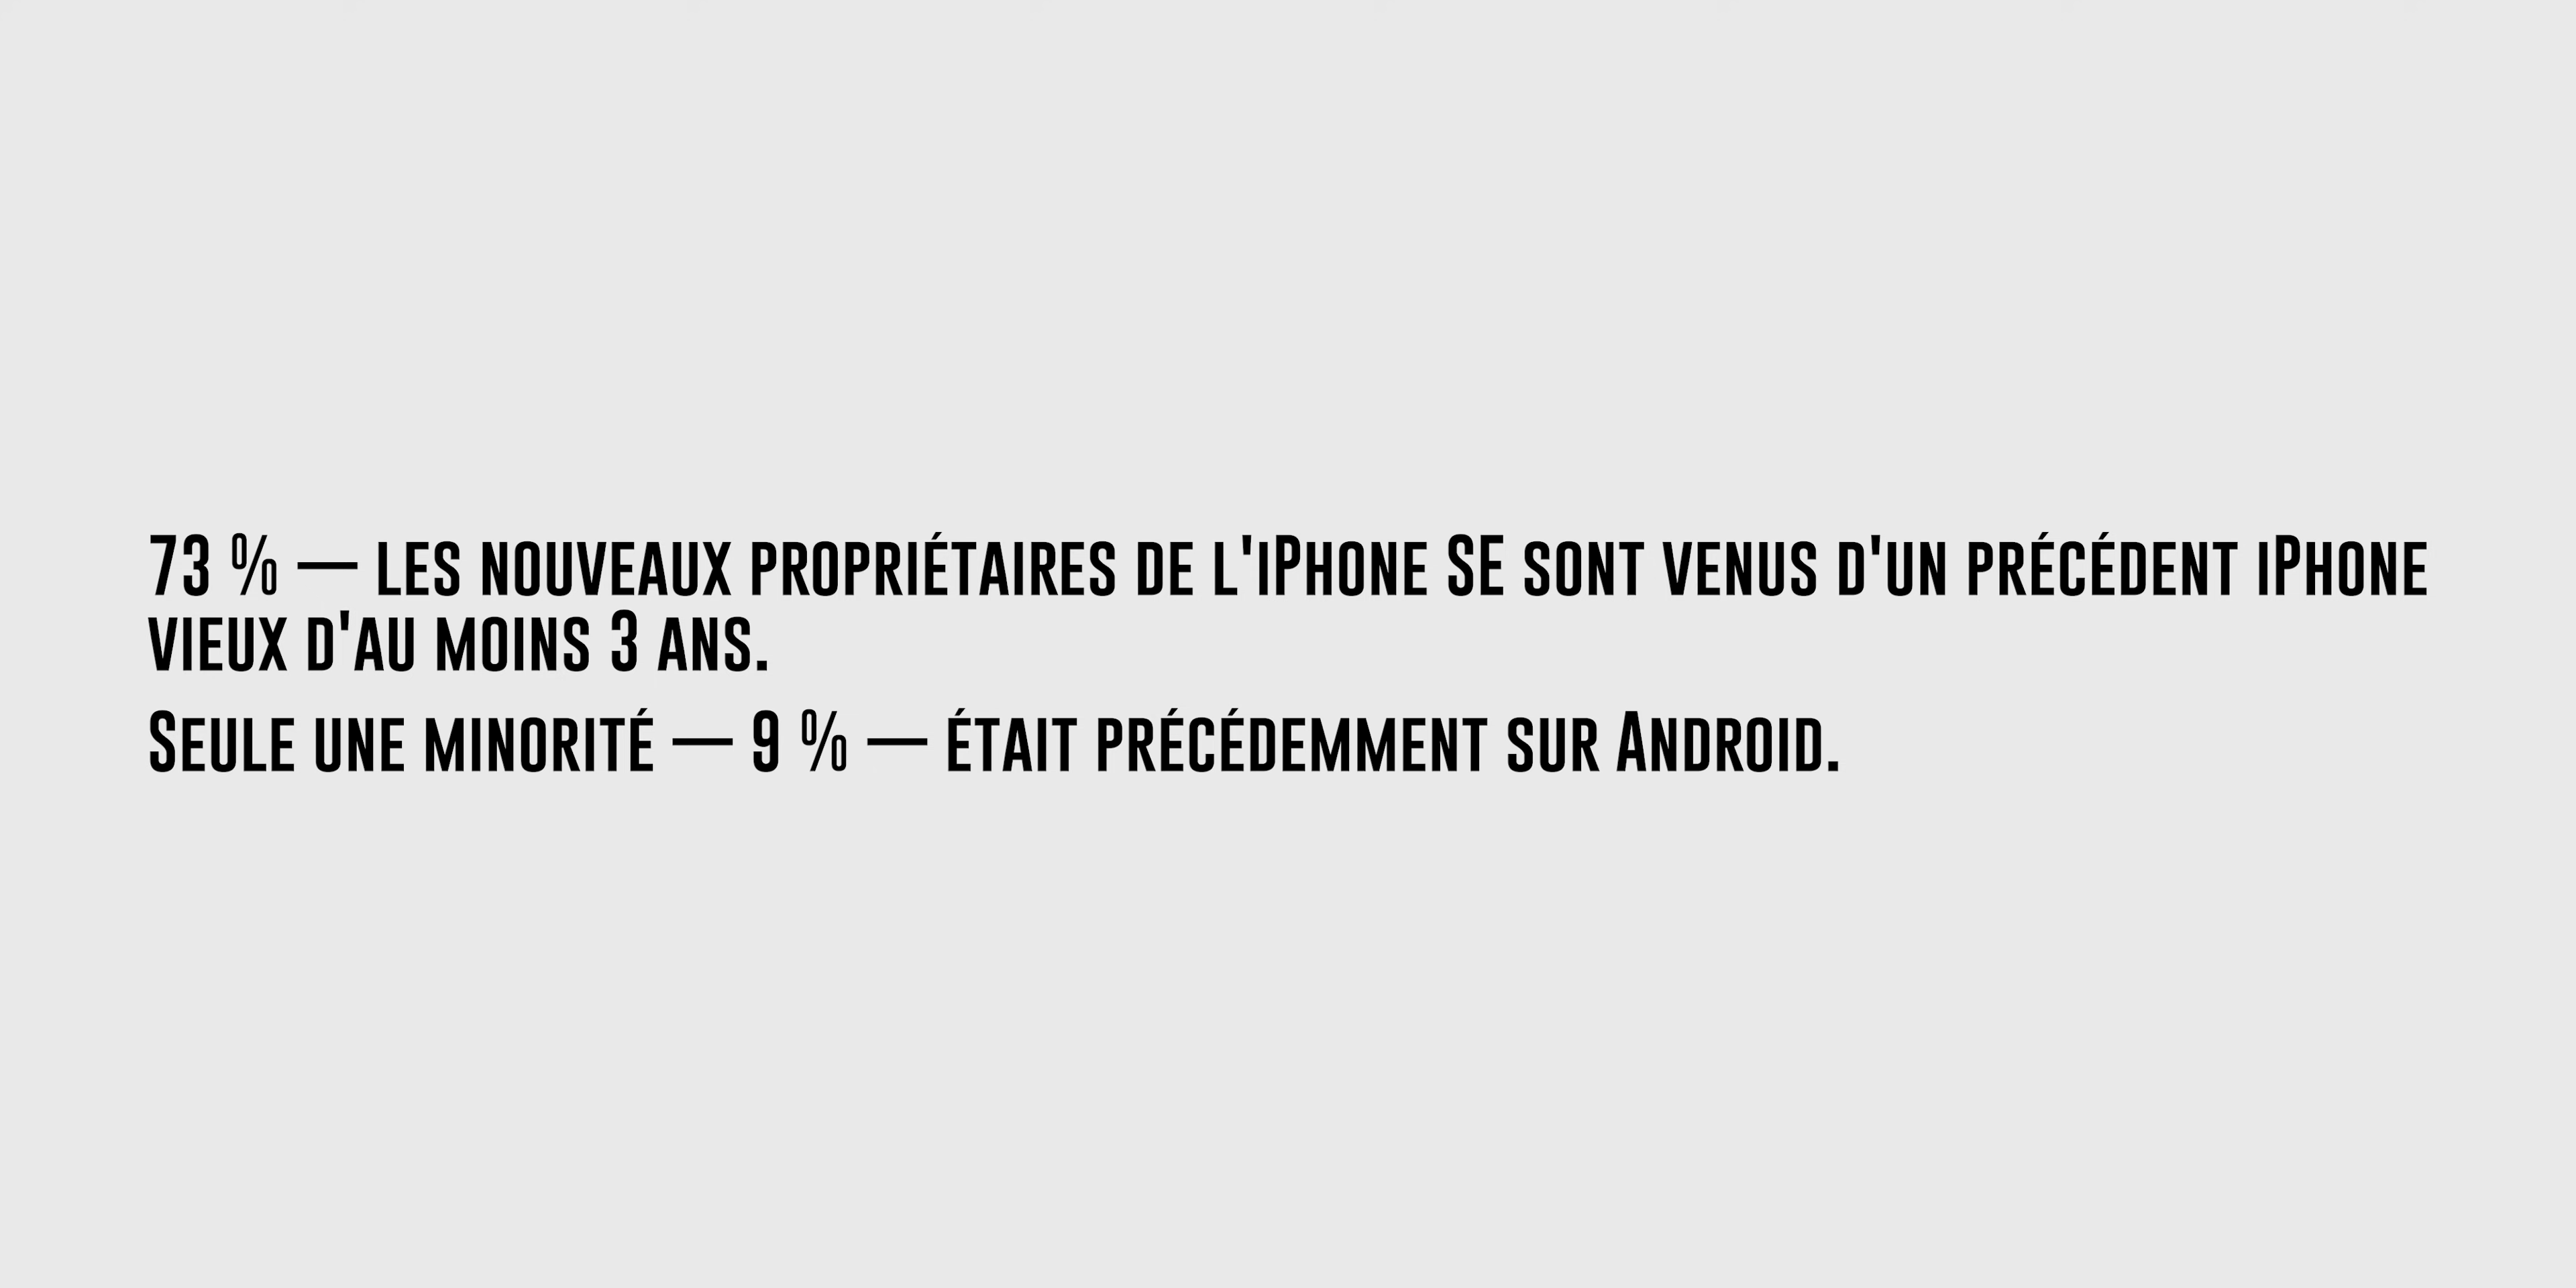 73 % — les nouveaux propriétaires de l'iPhone SE sont venus d'un précédent iPhone
vieux d'au moins 3 ans.
Seule une minorité — 9 % — était précédemment sur Android.